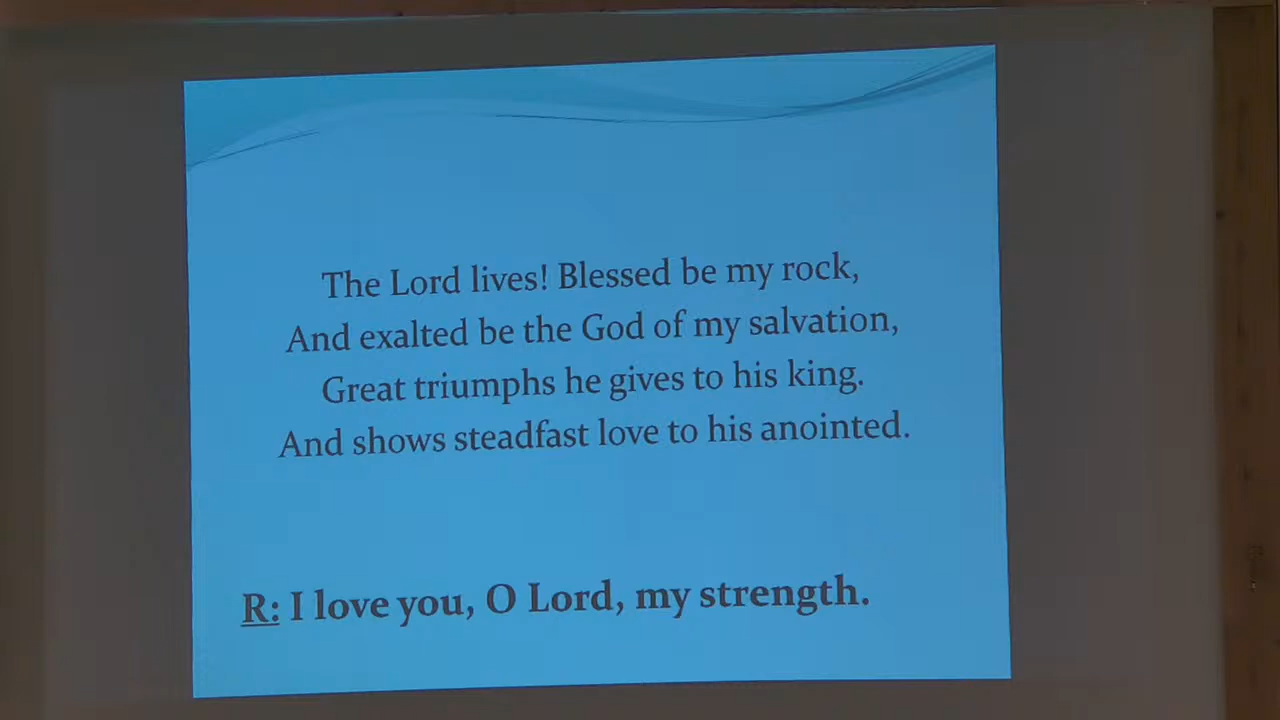 The Lord lives! Blessed be my rock,
And exalted be the God of my salvation,
Great triumphs he gives to his king.
And shows steadfast love to his anointed.
R: I love you, O Lord, my strength.